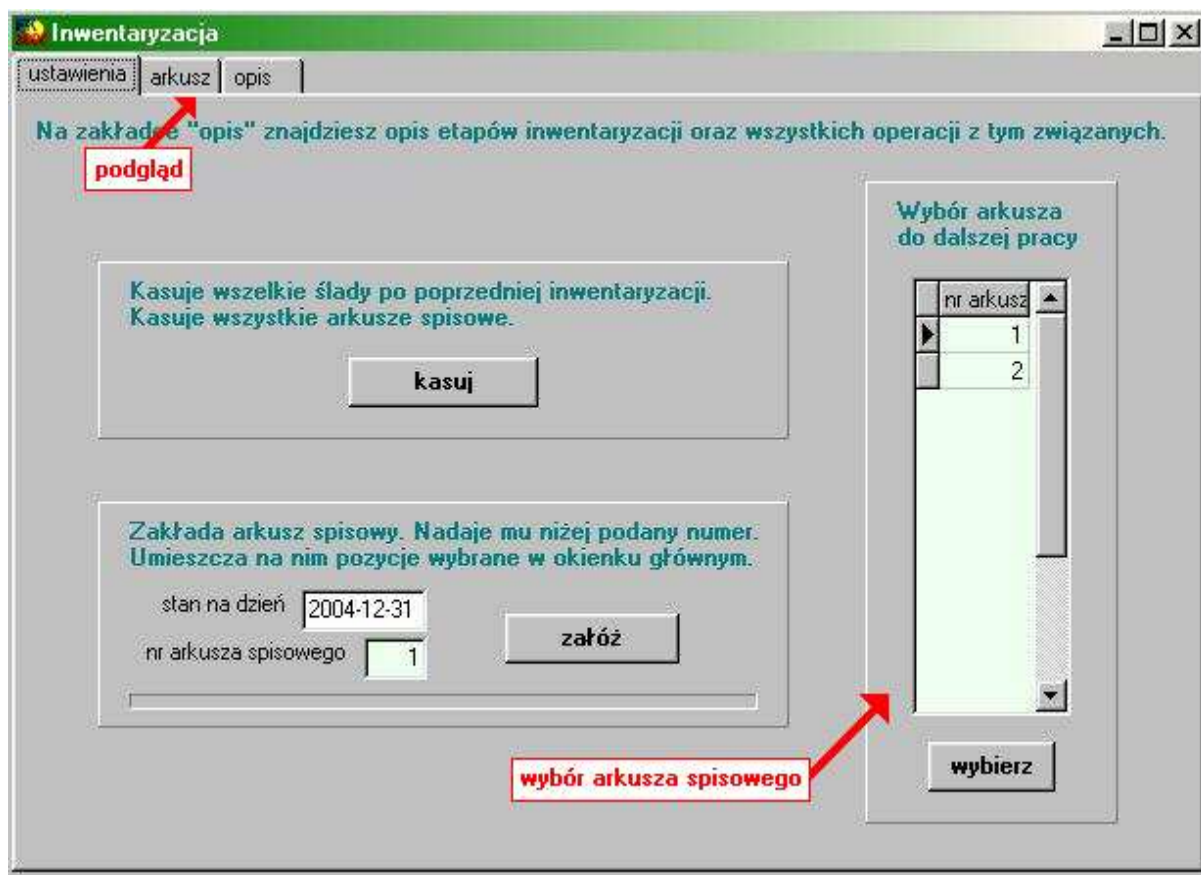 Inwentaryzacja
ustawienia arkusz opis
Na zakładce "opis" znajdziesz opis etapów inwentaryzacji oraz wszystkich operacji z tym związanych.
podgląd
Wybór arkusza
do dalszej pracy
nr arkusz
1
2
Kasuje wszelkie ślady po poprzedniej inwentaryzacji.
Kasuje wszystkie arkusze spisowe.
kasuj
Zakłada arkusz spisowy. Nadaje mu niżej podany numer.
Umieszcza na nim pozycje wybrane w okienku głównym.
stan na dzień 2004-12-31
nr arkusza spisowego 1
załóż
wybór arkusza spisowego
wybierz